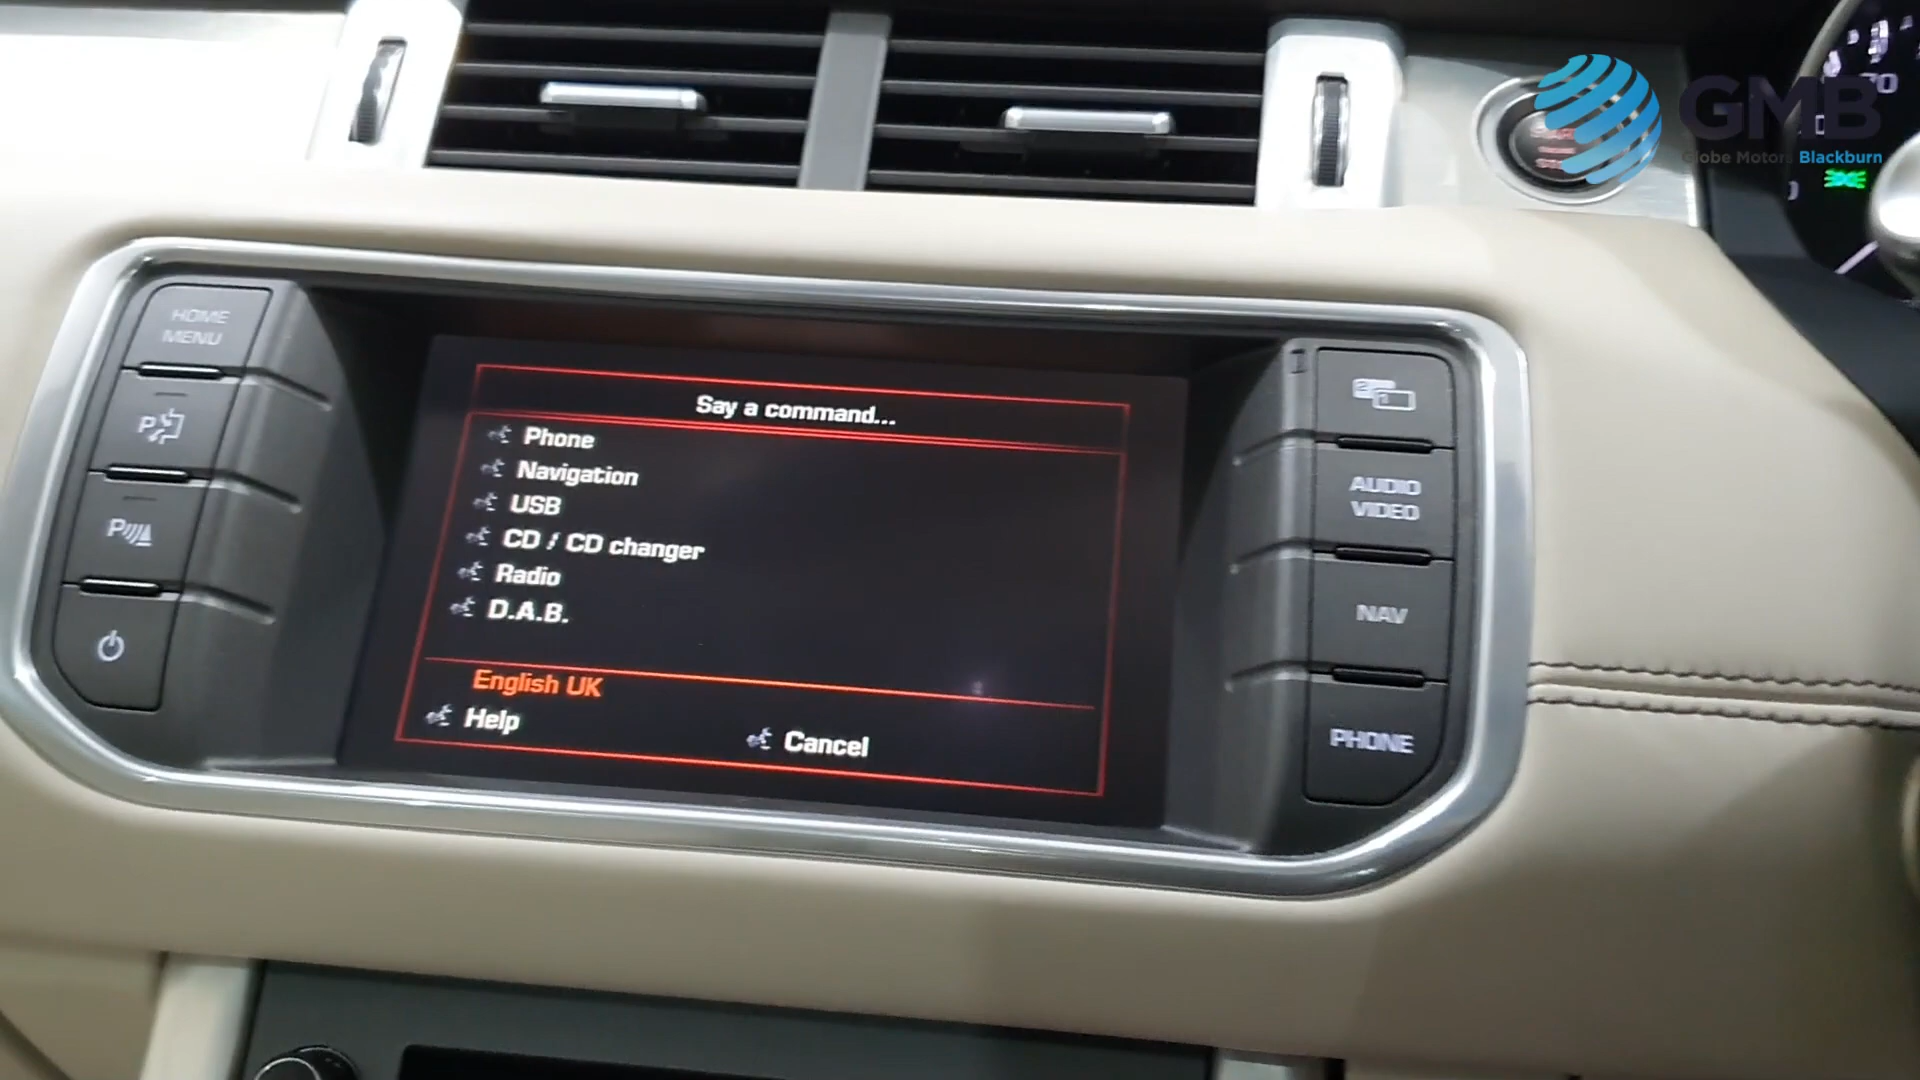 GMB
Globe Motors Blackburn
HOME
MENU
P
P
Say a command...
Phone
Navigation
USB
CD / CD changer
Radio
D.A.B.
English UK
Help
Cancel
AUDIO
VIDEO
NAV
PHONE